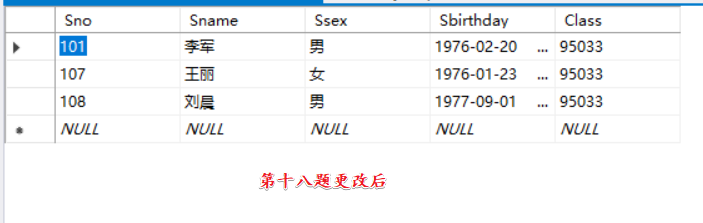 Sno Sname Ssex Sbirthday Class
101 李军 男 1976-02-20 ... 95033
107 王丽 女 1976-01-23 ... 95033
108 刘晨 男 1977-09-01 ... 95033
NULL NULL NULL NULL NULL
第十八题更改后